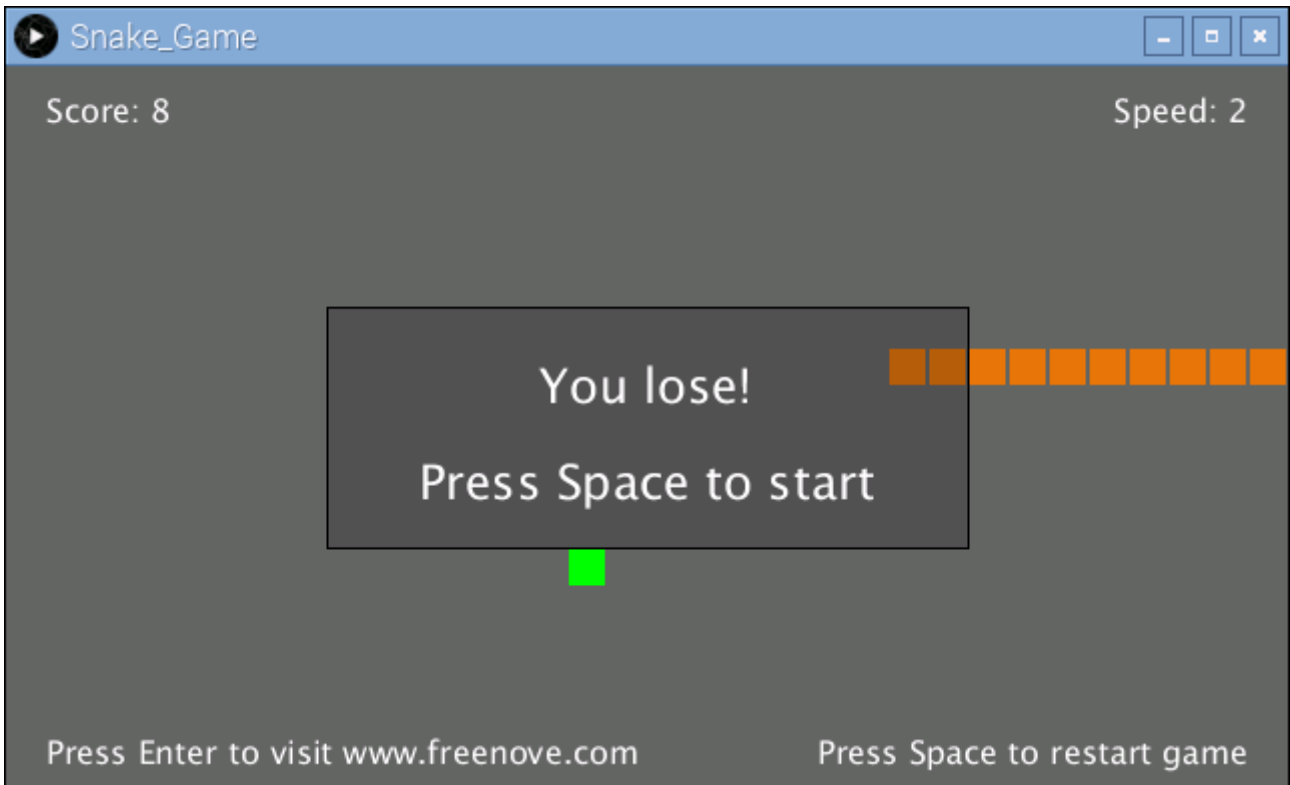 Snake_Game
Score: 8
Speed: 2
You lose!
Press Space to start
Press Enter to visit www.freenove.com
Press Space to restart game